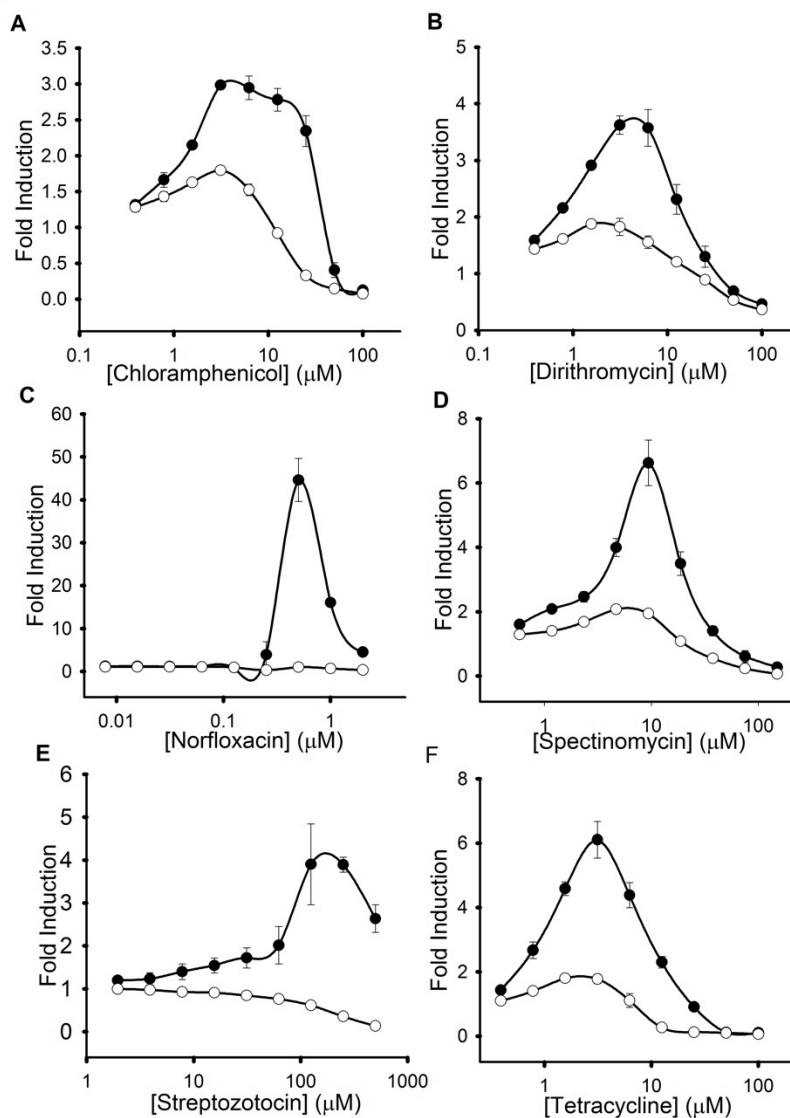 A
3.5
3.0
2.5
2.0
1.5
1.0
0.5
0.0
Fold Induction
0.1 1 10 100
[Chloramphenicol] (μM)
B
5
4
3
2
1
0
Fold Induction
0.1 1 10 100
[Dirithromycin] (μM)
C
60
50
40
30
20
10
0
Fold Induction
0.01 0.1 1
[Norfloxacin] (μM)
D
8
6
4
2
0
Fold Induction
1 10 100
[Spectinomycin] (μM)
E
6
5
4
3
2
1
0
Fold Induction
1 10 100 1000
[Streptozotocin] (μM)
F
8
6
4
2
0
Fold Induction
1 10 100
[Tetracycline] (μM)